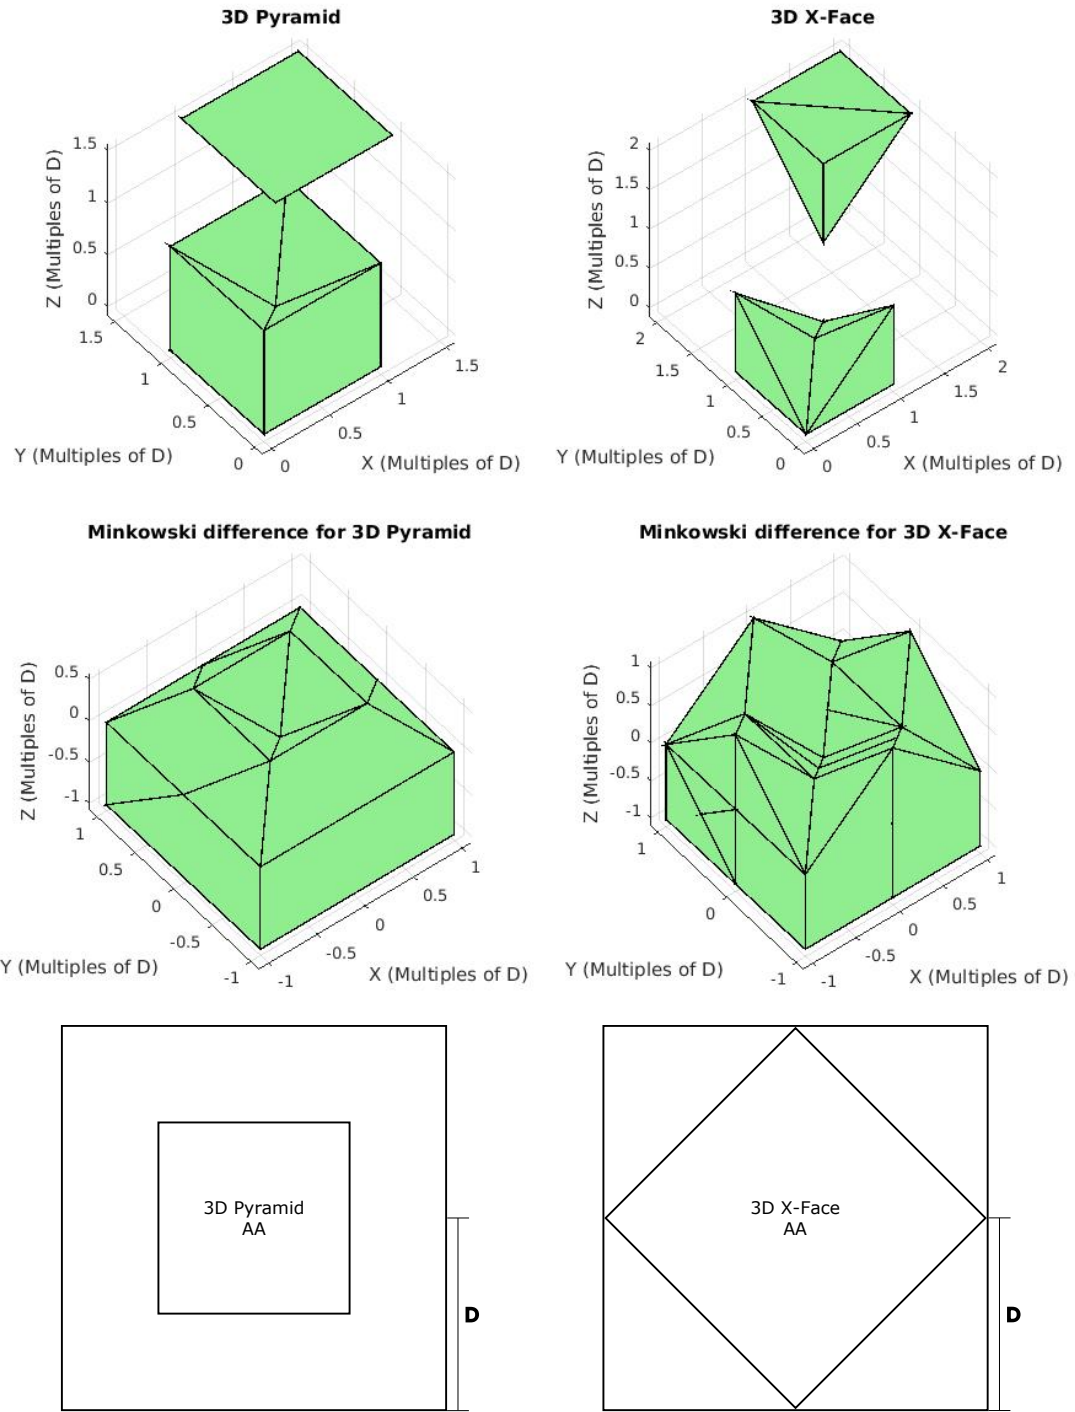 3D Pyramid
3D X-Face
1.5
1
0.5
0
Z (Multiples of D)
1.5
1
0.5
0
Y (Multiples of D)
0
0.5
1
1.5
X (Multiples of D)
2
1.5
1
0.5
0
Z (Multiples of D)
2
1.5
1
0.5
0
Y (Multiples of D)
0
0.5
1
1.5
2
X (Multiples of D)
Minkowski difference for 3D Pyramid
Minkowski difference for 3D X-Face
0.5
0
-0.5
-1
Z (Multiples of D)
1
0.5
0
-0.5
-1
Y (Multiples of D)
-1
-0.5
0
0.5
1
X (Multiples of D)
1
0.5
0
-0.5
-1
Z (Multiples of D)
1
0
-1
Y (Multiples of D)
-1
-0.5
0
0.5
1
X (Multiples of D)
3D Pyramid
AA
D
3D X-Face
AA
D